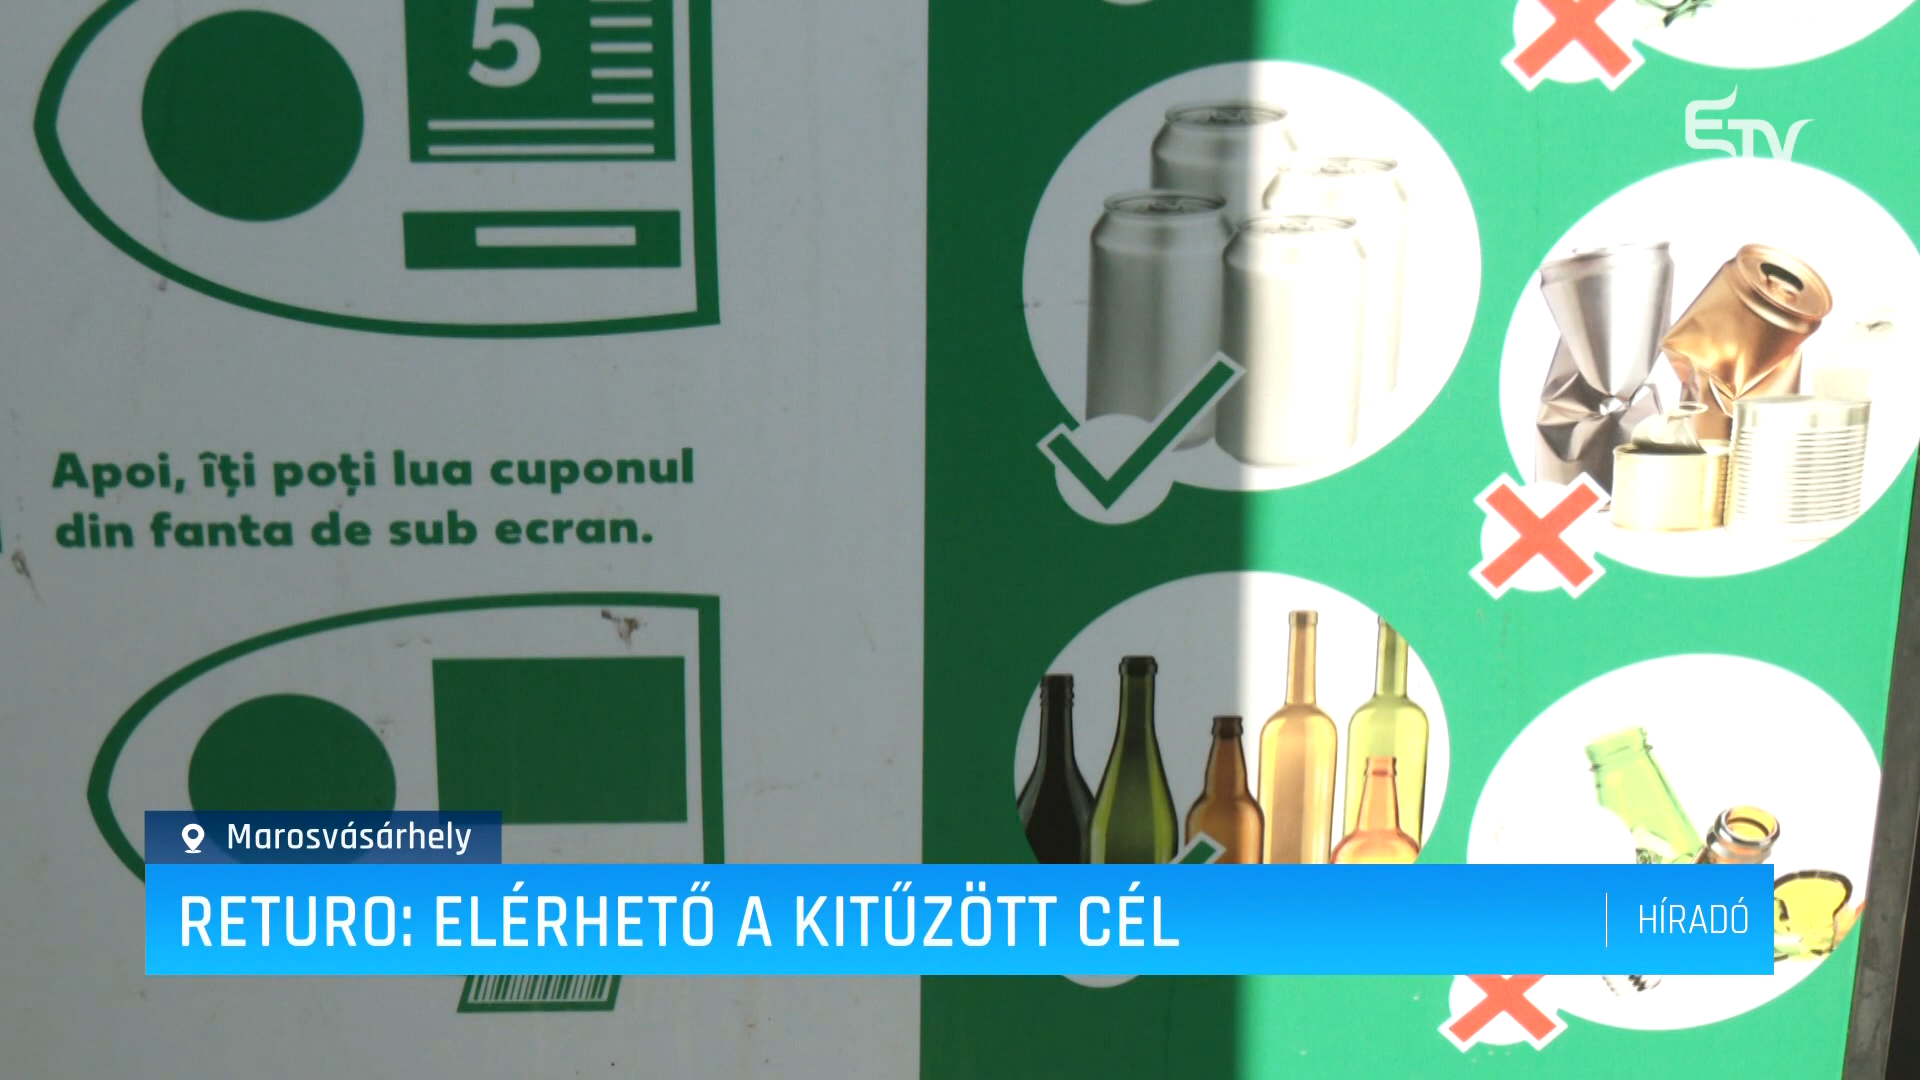 5
ETV
Apoi, îți poți lua cuponul
din fanta de sub ecran.
Marosvásárhely
RETURO: ELÉRHETŐ A KITŰZÖTT CÉL
HÍRADÓ